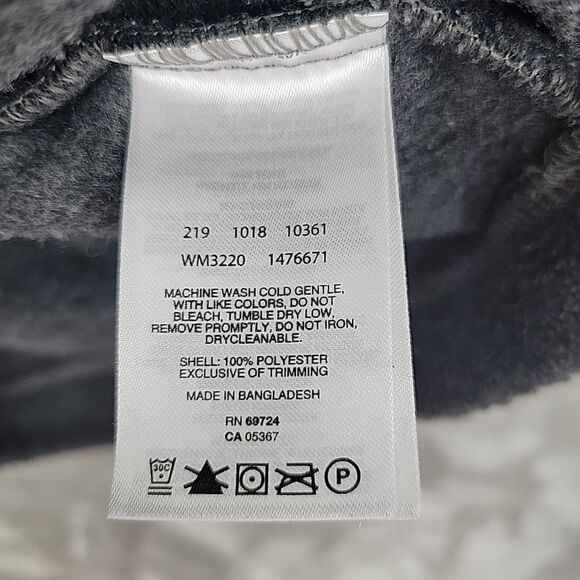 219 1018 10361
WM3220 1476671
MACHINE WASH COLD GENTLE,
WITH LIKE COLORS, DO NOT
BLEACH, TUMBLE DRY LOW,
REMOVE PROMPTLY, DO NOT IRON,
DRYCLEANABLE.
SHELL: 100% POLYESTER
EXCLUSIVE OF TRIMMING
MADE IN BANGLADESH
RN 69724
CA 05367
30C P